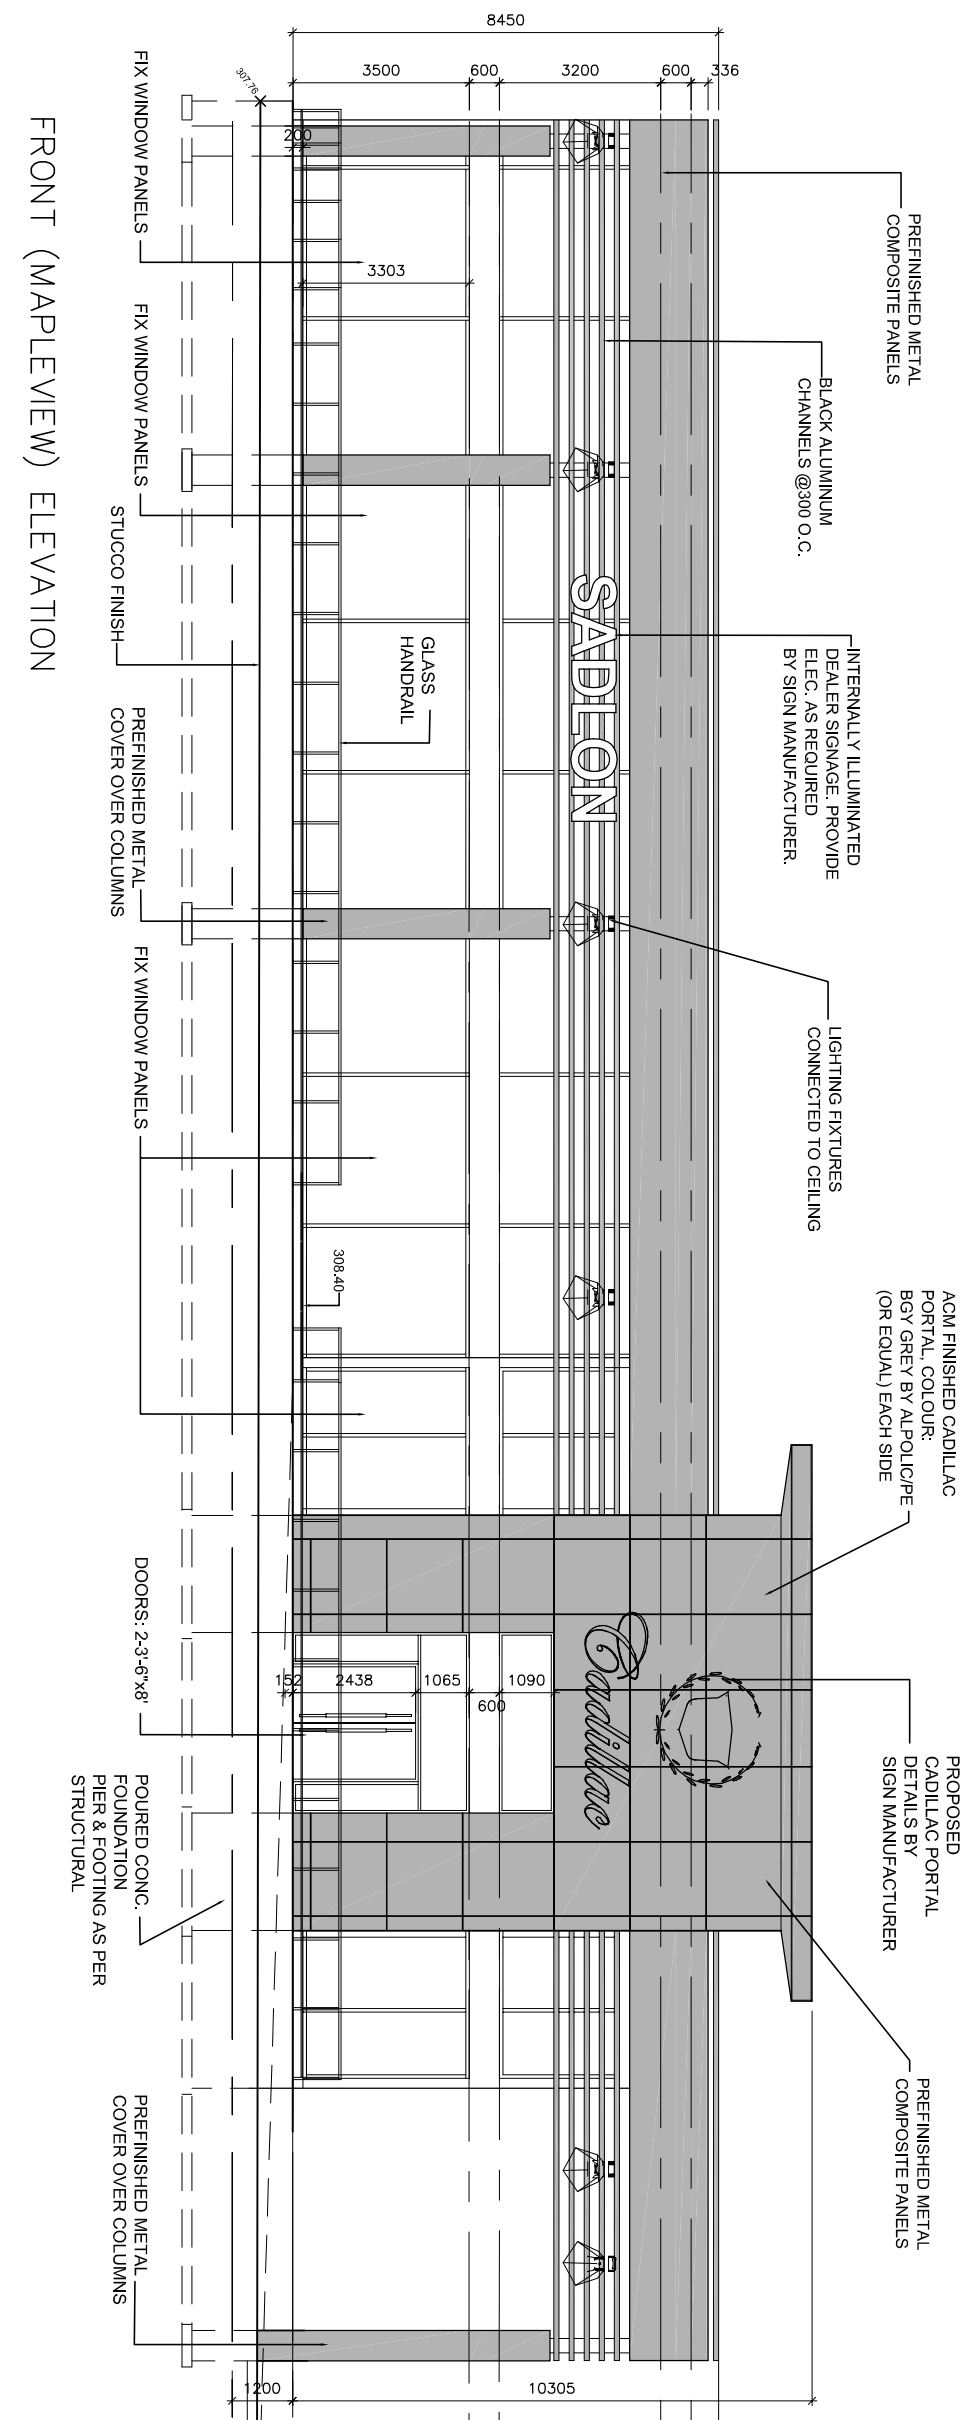 8450
3500
600
3200
600
336
307.76
200
3303
PREFINISHED METAL
COMPOSITE PANELS
BLACK ALUMINUM
CHANNELS @300 O.C.
INTERNALLY ILLUMINATED
DEALER SIGNAGE. PROVIDE
ELEC. AS REQUIRED
BY SIGN MANUFACTURER.
LIGHTING FIXTURES
CONNECTED TO CEILING
ACM FINISHED CADILLAC
PORTAL, COLOUR:
BGY GREY BY ALPOLIC/PE
(OR EQUAL) EACH SIDE
PROPOSED
CADILLAC PORTAL
DETAILS BY
SIGN MANUFACTURER
PREFINISHED METAL
COMPOSITE PANELS
SADLON
Cadillac
GLASS
HANDRAIL
308.40
152
2438
1065
600
1090
10305
1200
FIX WINDOW PANELS
FIX WINDOW PANELS
STUCCO FINISH
PREFINISHED METAL
COVER OVER COLUMNS
FIX WINDOW PANELS
DOORS: 2-3'-6"x8'
POURED CONC.
FOUNDATION
PIER & FOOTING AS PER
STRUCTURAL
PREFINISHED METAL
COVER OVER COLUMNS
FRONT (MAPLEVIEW) ELEVATION